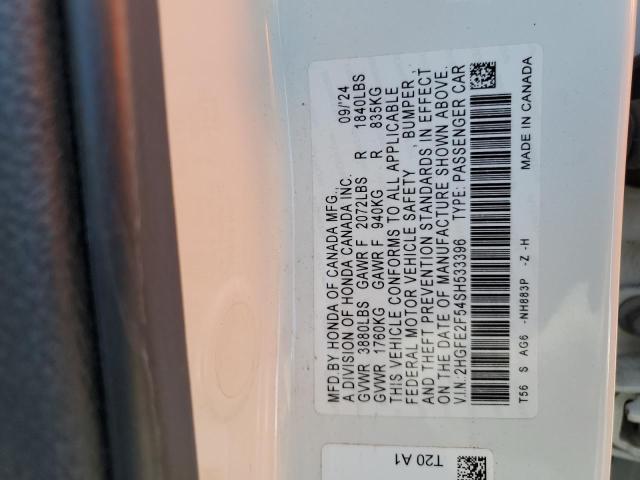 MFD BY HONDA OF CANADA MFG., 09/'24
A DIVISION OF HONDA CANADA INC.
GVWR 3880LBS GAWR F 2072LBS R 1840LBS
GVWR 1760KG GAWR F 940KG R 835KG
THIS VEHICLE CONFORMS TO ALL APPLICABLE
FEDERAL MOTOR VEHICLE SAFETY , BUMPER ,
AND THEFT PREVENTION STANDARDS IN EFFECT
ON THE DATE OF MANUFACTURE SHOWN ABOVE.
V.I.N.:2HGFE2F54SH533396 TYPE: PASSENGER CAR
T56 S AG6 -NH883P -Z -H MADE IN CANADA
T20 A1